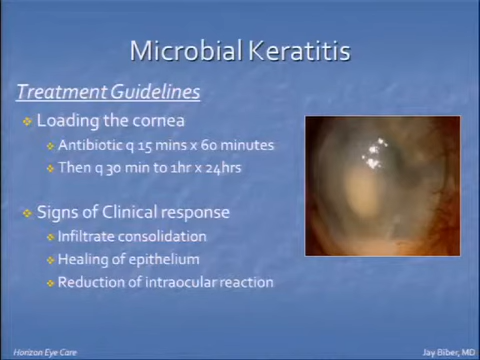 Microbial Keratitis
Treatment Guidelines
Loading the cornea
Antibiotic q 15 mins x 60 minutes
Then q 30 min to 1hr x 24hrs
Signs of Clinical response
Infiltrate consolidation
Healing of epithelium
Reduction of intraocular reaction
Horizon Eye Care
Jay Biber, MD